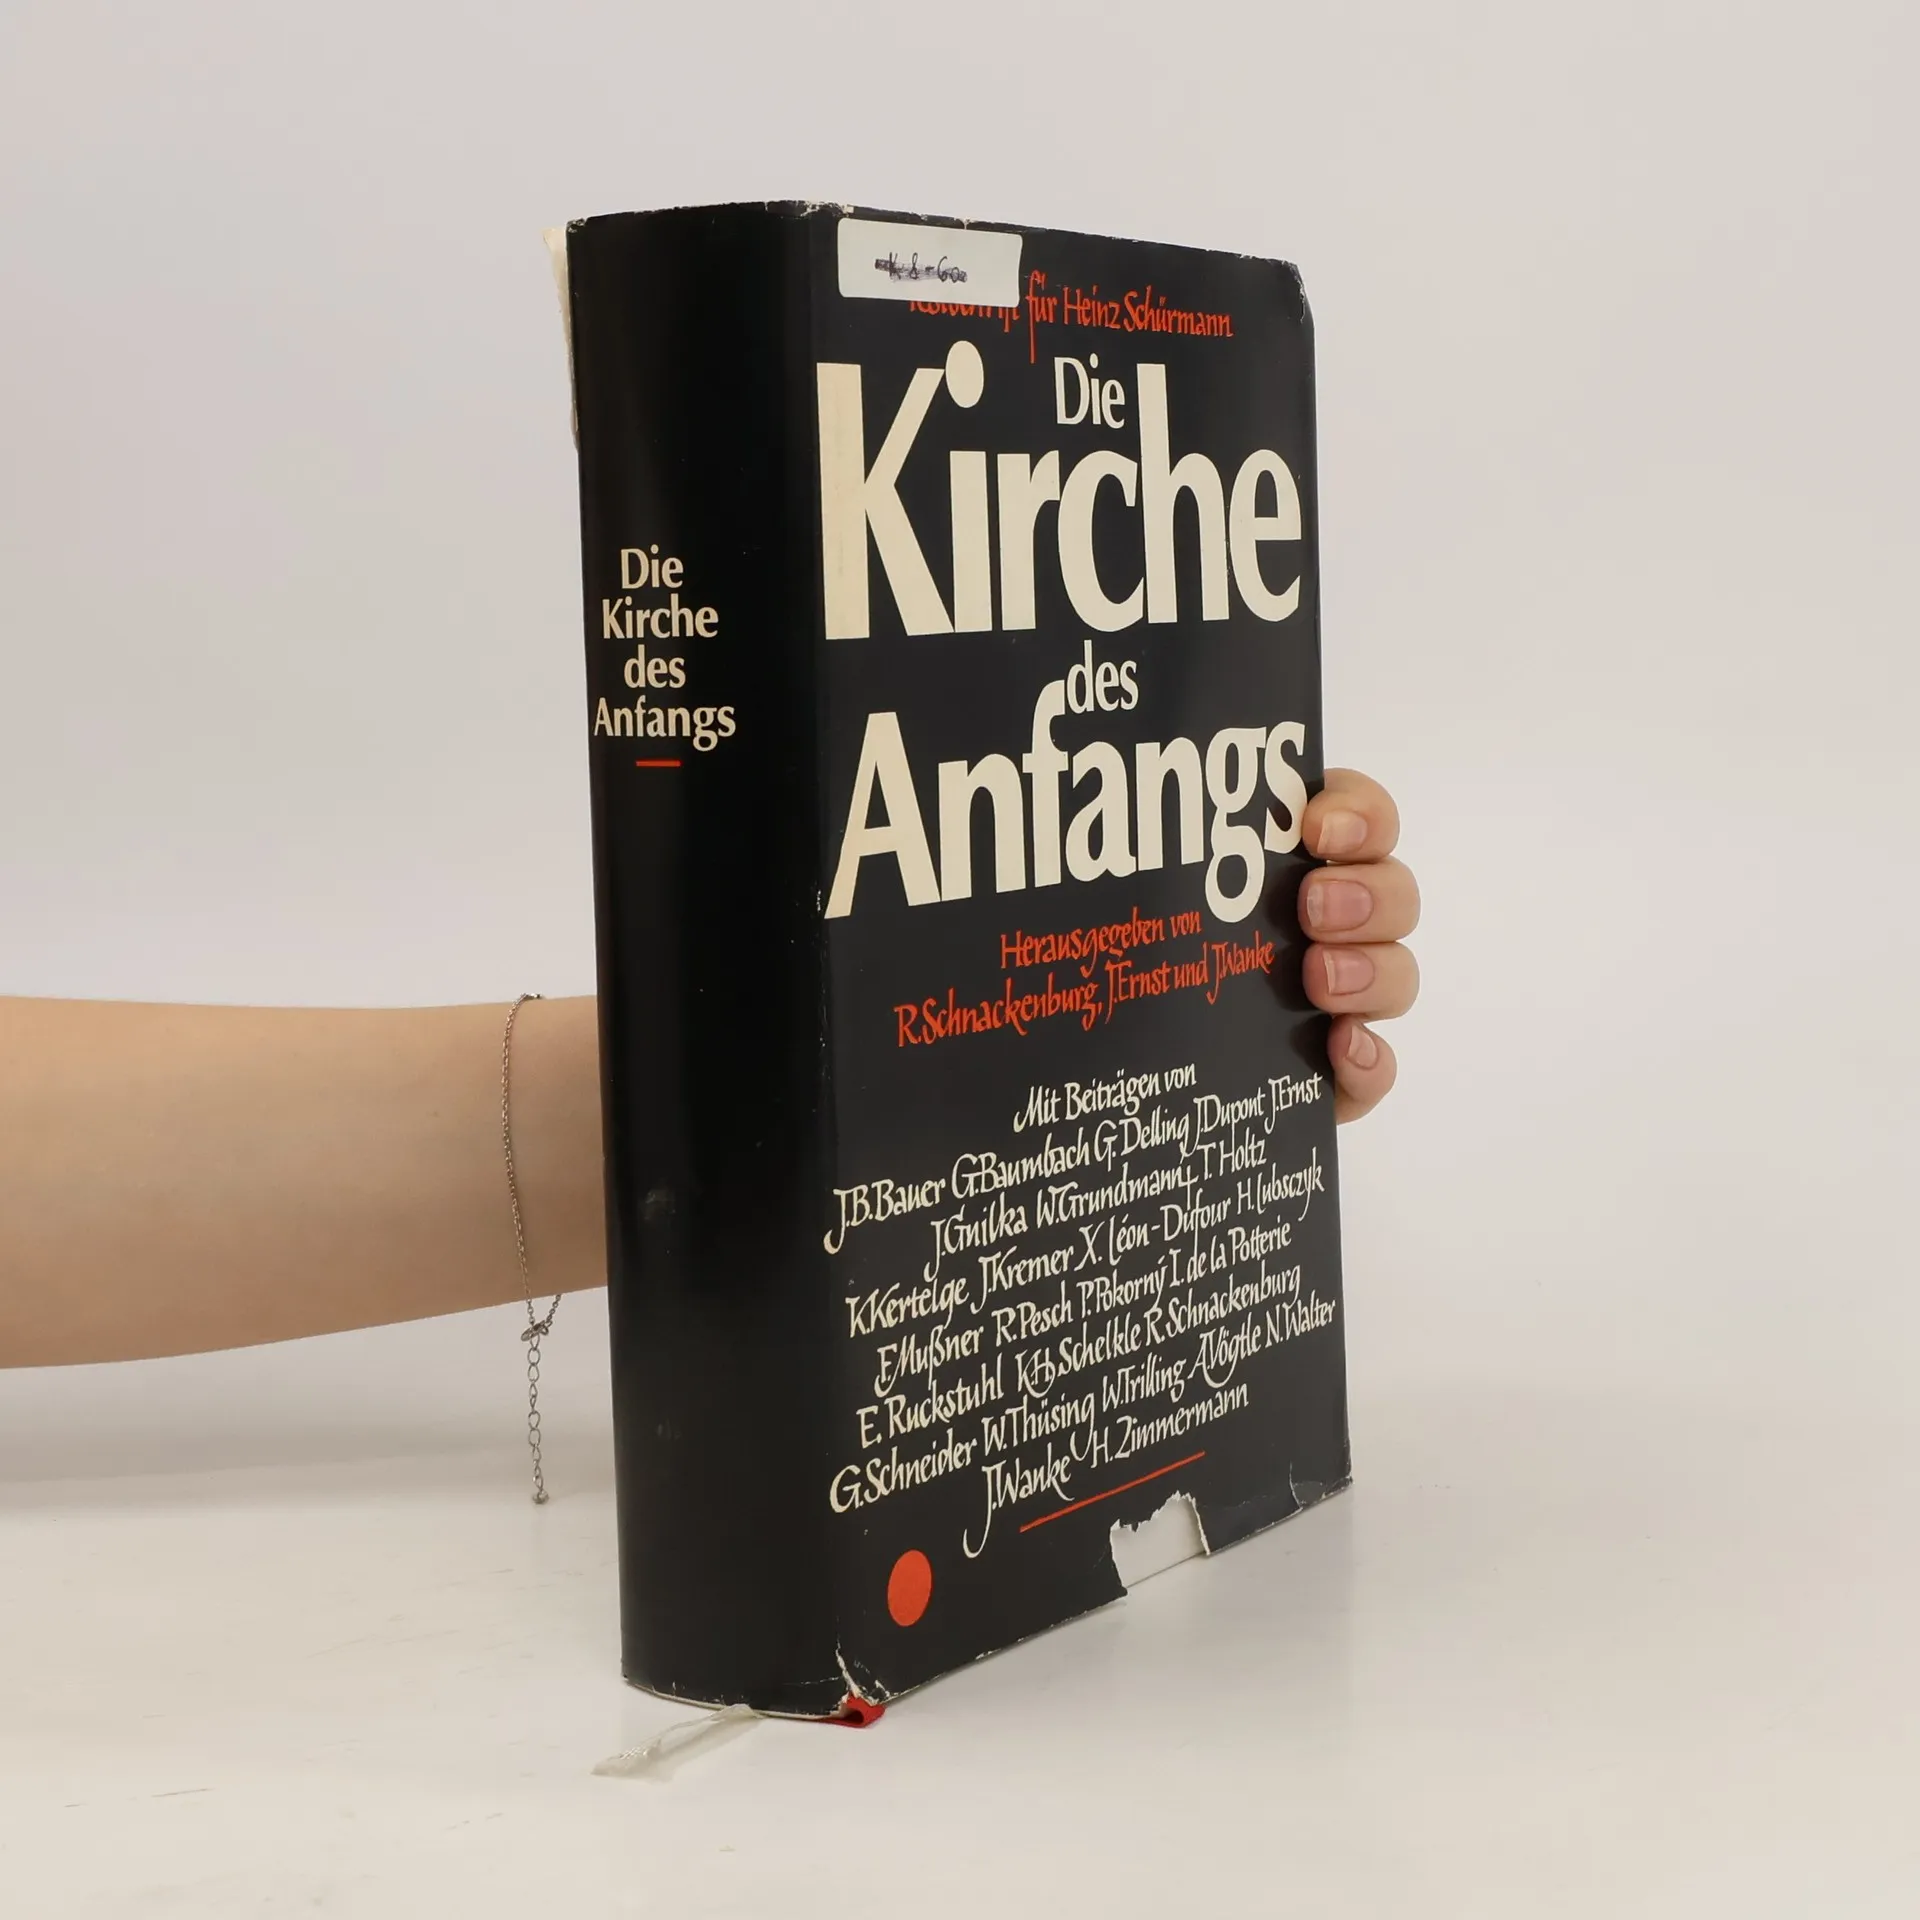 Die
Kirche
des
Anfangs
für Heinz Schürmann
Die
Kirche
des
Anfangs
Herausgegeben von
R. Schnackenburg, J. Ernst und J. Wanke
Mit Beiträgen von
J.B. Bauer G. Baumbach G. Delling J. Dupont J. Ernst
J. Gnilka W. Grundmann† T. Holtz
K. Kertelge J. Kremer X. Léon-Dufour H. Lubsczyk
F. Mußner R. Pesch P. Pokorný I. de la Potterie
E. Ruckstuhl K.H. Schelkle R. Schnackenburg
G. Schneider W. Thüsing W. Trilling A. Vögtle N. Walter
J. Wanke H. Zimmermann